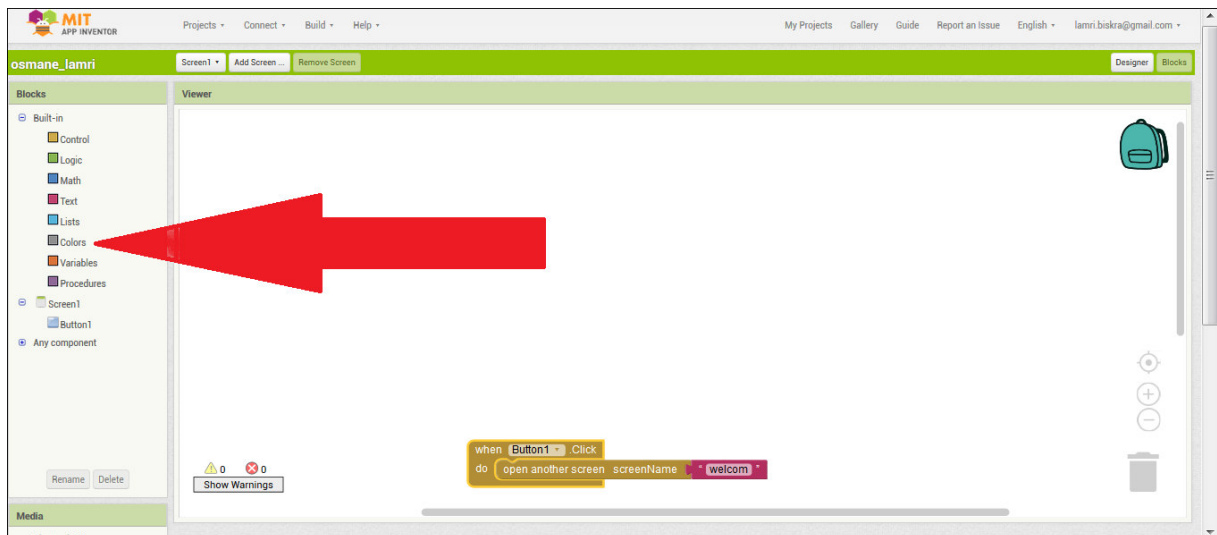 MIT
APP INVENTOR
Projects Connect Build Help My Projects Gallery Guide Report an Issue English lamri.biskra@gmail.com
osmane_lamri Screen1 Add Screen ... Remove Screen Designer Blocks
Blocks Viewer
Built-in
Control
Logic
Math
Text
Lists
Colors
Variables
Procedures
Screen1
Button1
Any component
when Button1 .Click
do open another screen screenName " welcom "
0 0
Show Warnings
Rename Delete
Media